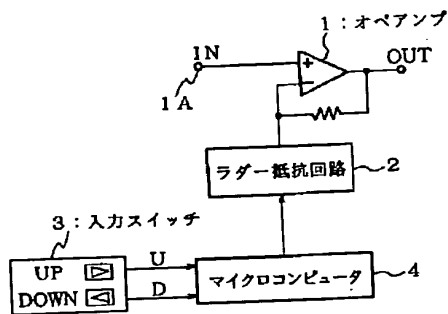 1：オペアンプ
IN
OUT
+
−
1A
ラダー抵抗回路
2
3：入力スイッチ
UP
U
DOWN
D
マイクロコンピュータ
4